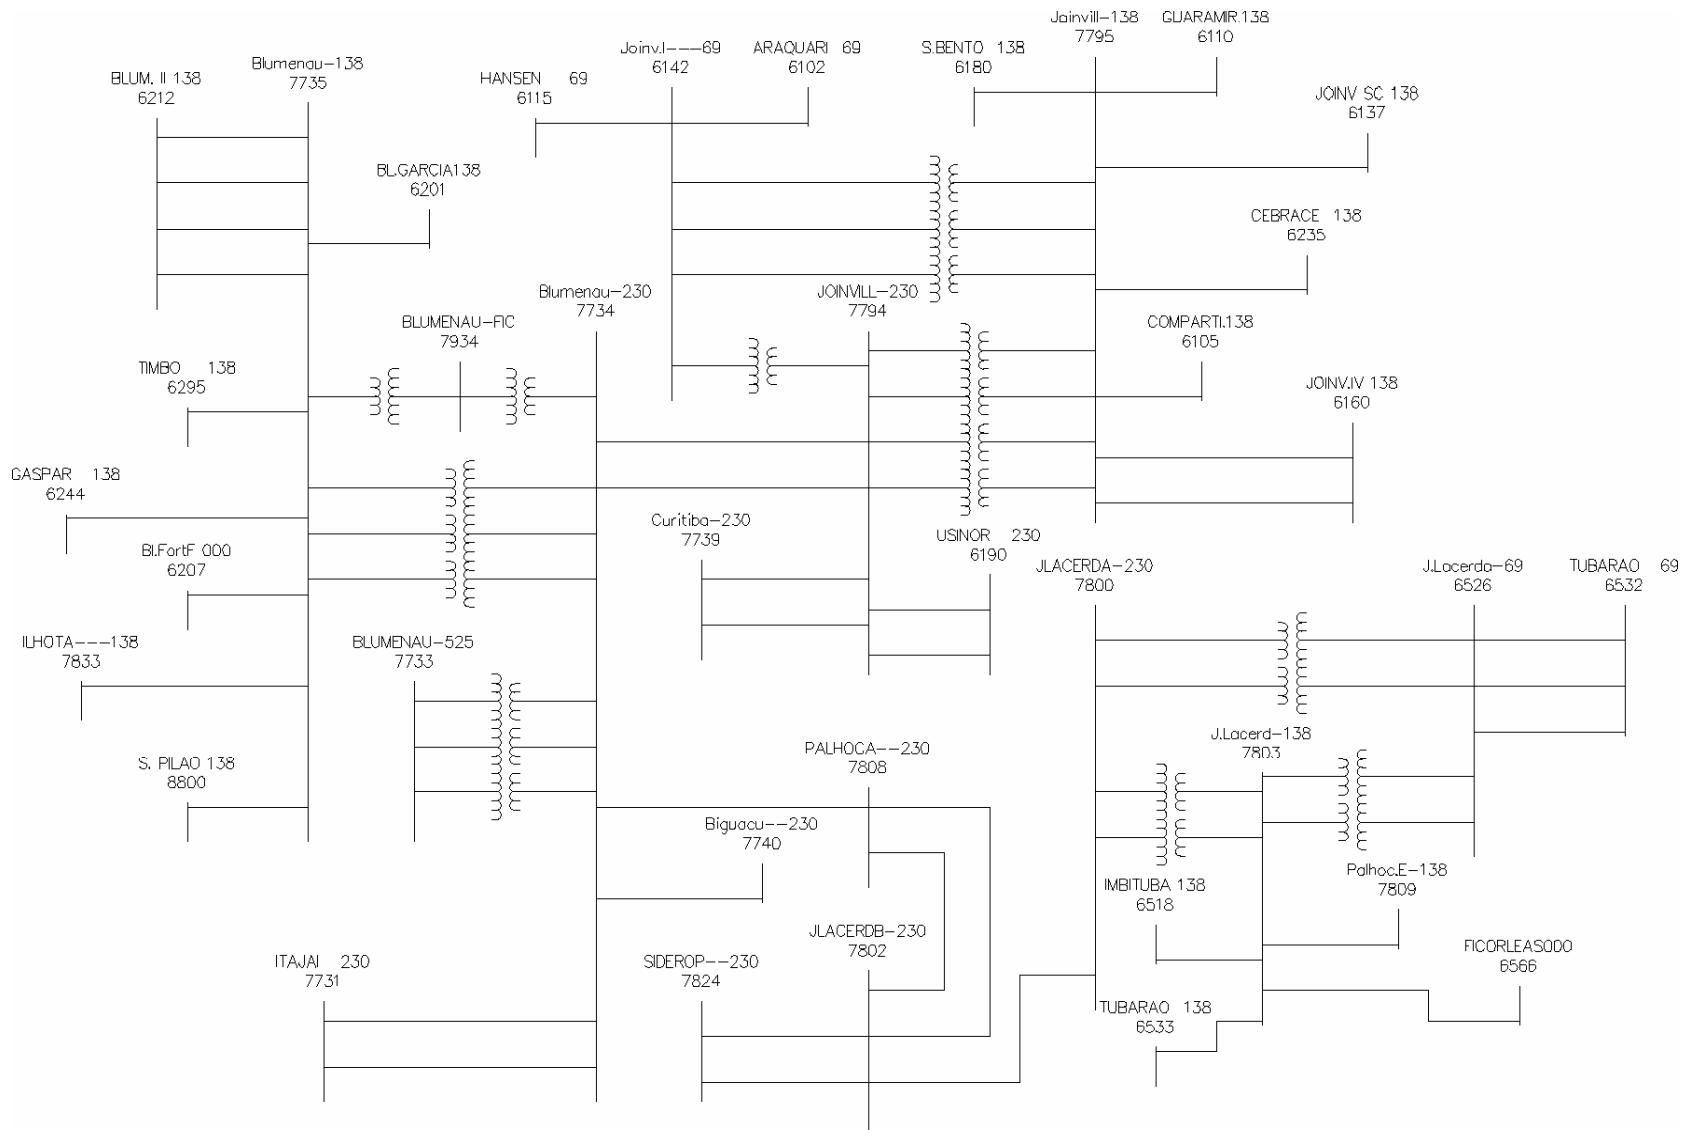 Joinvill-138
7795
GUARAMIR.138
6110
Joinv.I---69
6142
ARAQUARI 69
6102
S.BENTO 138
6180
Blumenau-138
7735
BLUM. II 138
6212
HANSEN 69
6115
JOINV SC 138
6137
BL.GARCIA138
6201
CEBRACE 138
6235
Blumenau-230
7734
JOINVILL-230
7794
BLUMENAU-FIC
7934
COMPARTI.138
6105
TIMBO 138
6295
JOINV.IV 138
6160
GASPAR 138
6244
Curitiba-230
7739
USINOR 230
6190
Bl.FortF 000
6207
JLACERDA-230
7800
J.Lacerda-69
6526
TUBARAO 69
6532
ILHOTA---138
7833
BLUMENAU-525
7733
J.Lacerd-138
7803
PALHOCA--230
7808
S. PILAO 138
8800
Biguacu--230
7740
Palhoc.E-138
7809
IMBITUBA 138
6518
JLACERDB-230
7802
FICORLEAS000
6566
ITAJAI 230
7731
SIDEROP--230
7824
TUBARAO 138
6533